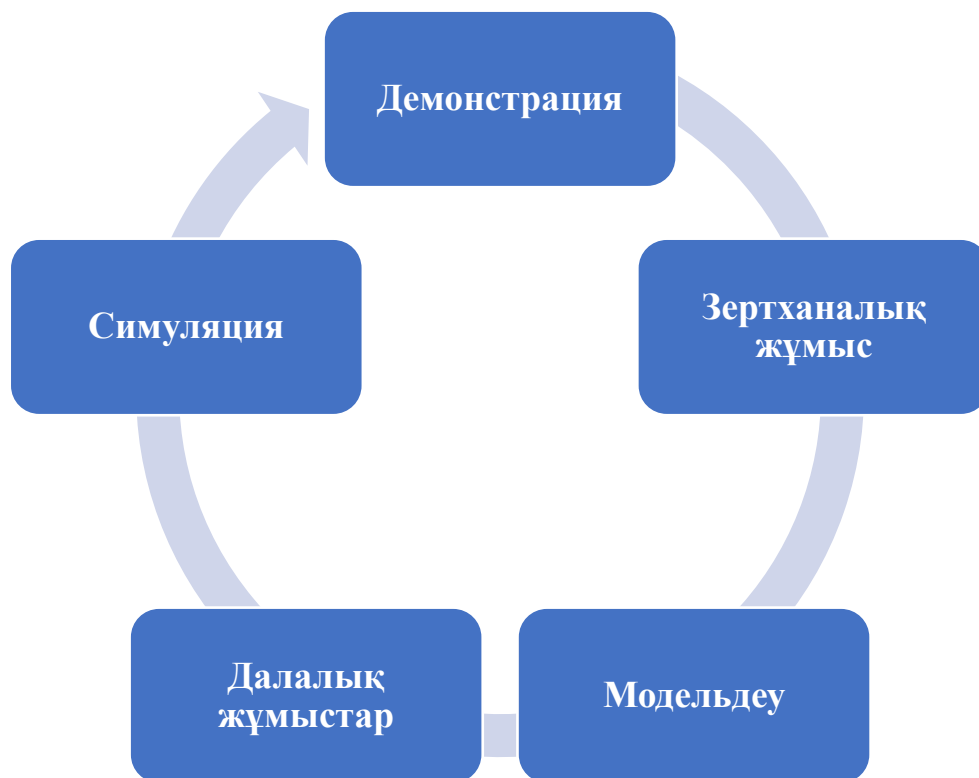 Демонстрация
Зертханалық
жұмыс
Модельдеу
Далалық
жұмыстар
Симуляция